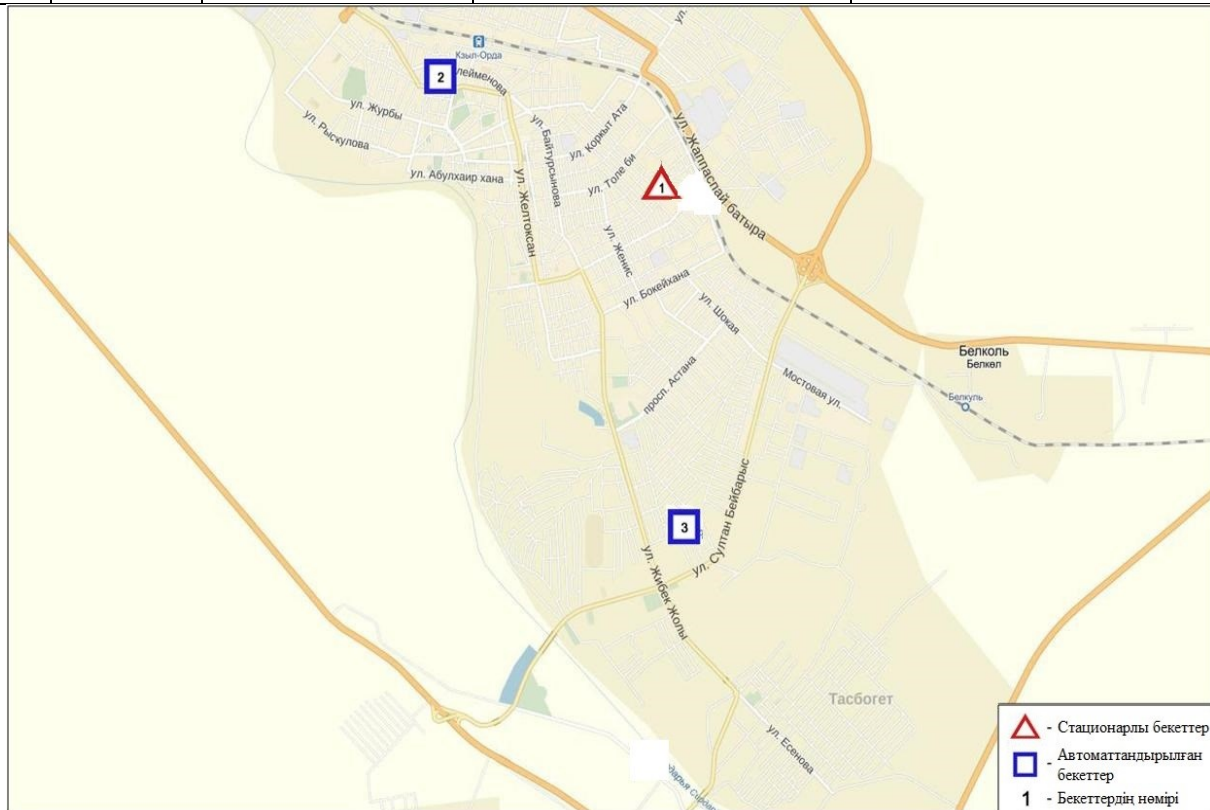 Кзыл-Орда
2
лейменова
ул. Журбы
ул. Рыскулова
ул. Абулхаир хана
ул. Желтоксан
ул. Байтурсынова
ул. Коркыт Ата
ул. Толе би
1
ул. Жаппаспай батыра
ул. Женис
ул. Бокейхана
ул. Шокая
просп. Астана
Мостовая ул.
Белколь
Белкөл
Белкуль
3
ул. Султан Бейбарыс
ул. Жибек Жолы
Тасбогет
ул. Есенова
- Стационарлы бекеттер
- Автоматтандырылған
бекеттер
1 - Бекеттердің нөмірі